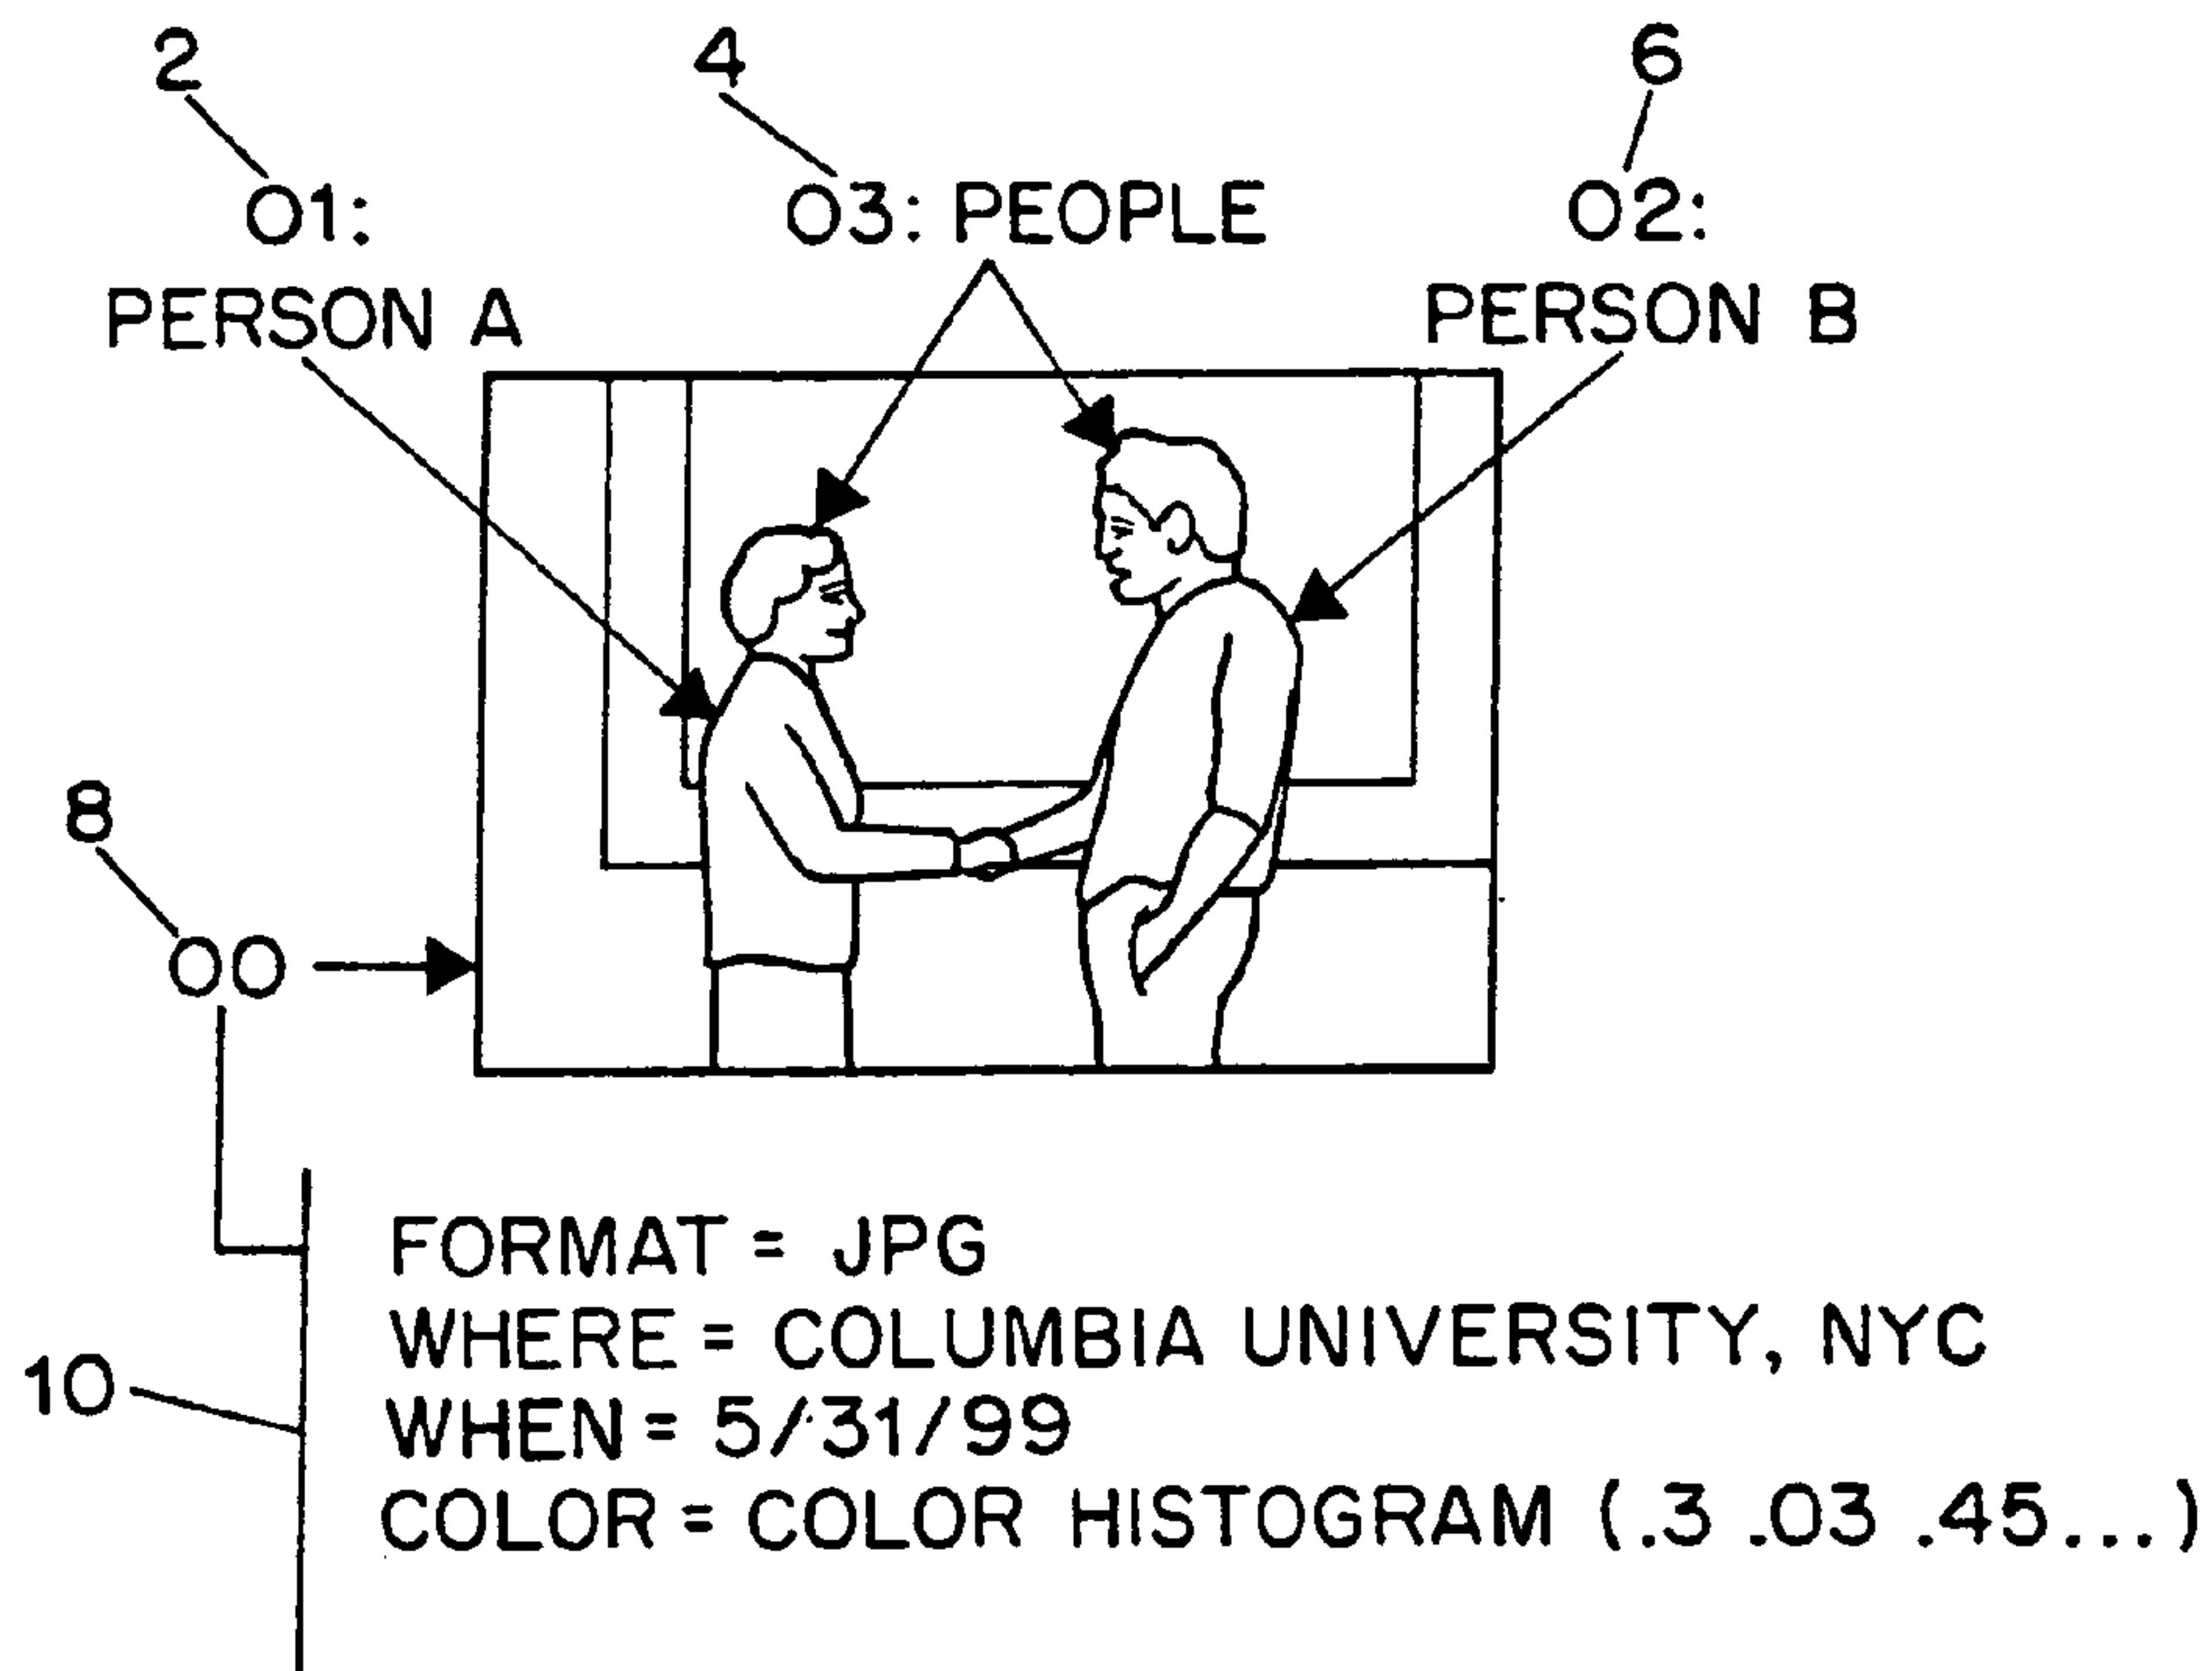 2 4 6
O1: O3: PEOPLE O2:
PERSON A PERSON B
8
O0
FORMAT = JPG
WHERE = COLUMBIA UNIVERSITY, NYC
10
WHEN = 5/31/99
COLOR = COLOR HISTOGRAM (.3 .03 .45...)